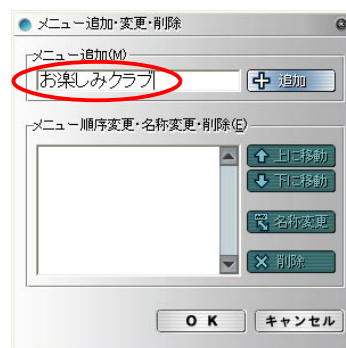 メニュー追加・変更・削除
メニュー追加(M)
お楽しみクラブ
追加
メニュー順序変更・名称変更・削除(E)
上に移動
下に移動
名称変更
削除
OK
キャンセル